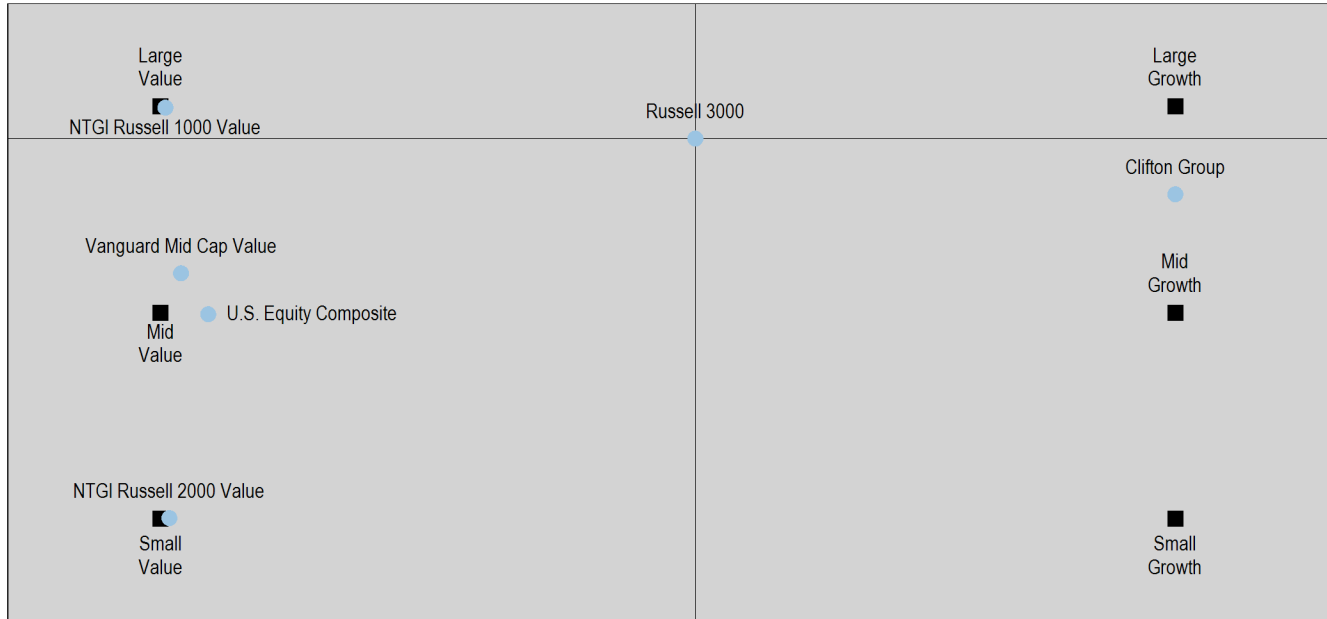 Large
Value
NTGI Russell 1000 Value
Russell 3000
Large
Growth
Clifton Group
Vanguard Mid Cap Value
U.S. Equity Composite
Mid
Value
Mid
Growth
NTGI Russell 2000 Value
Small
Value
Small
Growth